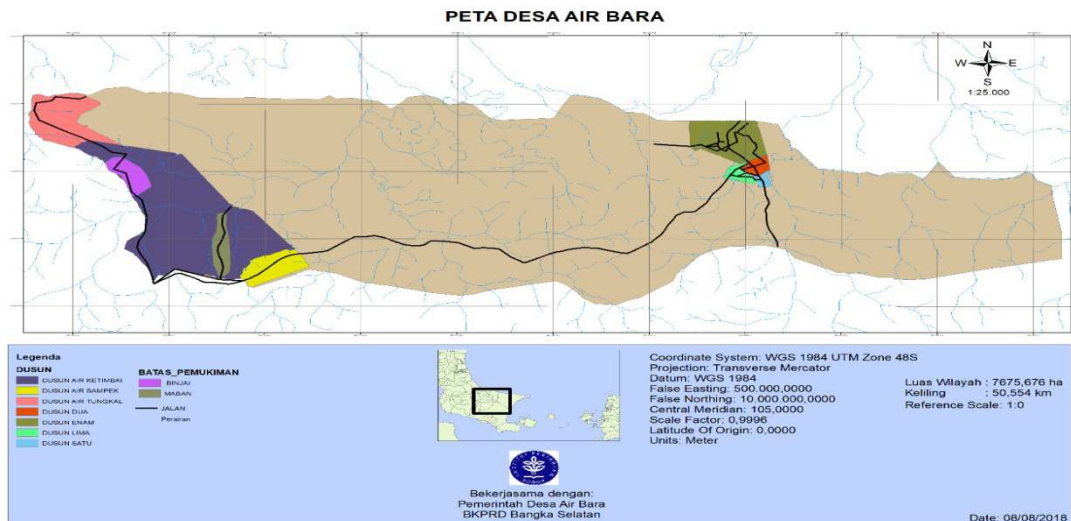 PETA DESA AIR BARA
N
W E
S
1:25.000
Legenda
DUSUN
DUSUN AIR KETIMBAI
DUSUN AIR SAMPEK
DUSUN AIR TUNGKAL
DUSUN DUA
DUSUN ENAM
DUSUN LIMA
DUSUN SATU
BATAS_PEMUKIMAN
BINJAI
MABAN
JALAN
Perairan
Coordinate System: WGS 1984 UTM Zone 48S
Projection: Transverse Mercator
Datum: WGS 1984
False Easting: 500.000,0000
False Northing: 10.000.000,0000
Central Meridian: 105,0000
Scale Factor: 0,9996
Latitude Of Origin: 0,0000
Units: Meter
Luas Wilayah : 7675,676 ha
Keliling : 50,554 km
Reference Scale: 1:0
Bekerjasama dengan:
Pemerintah Desa Air Bara
BKPRD Bangka Selatan
Date: 08/08/2018